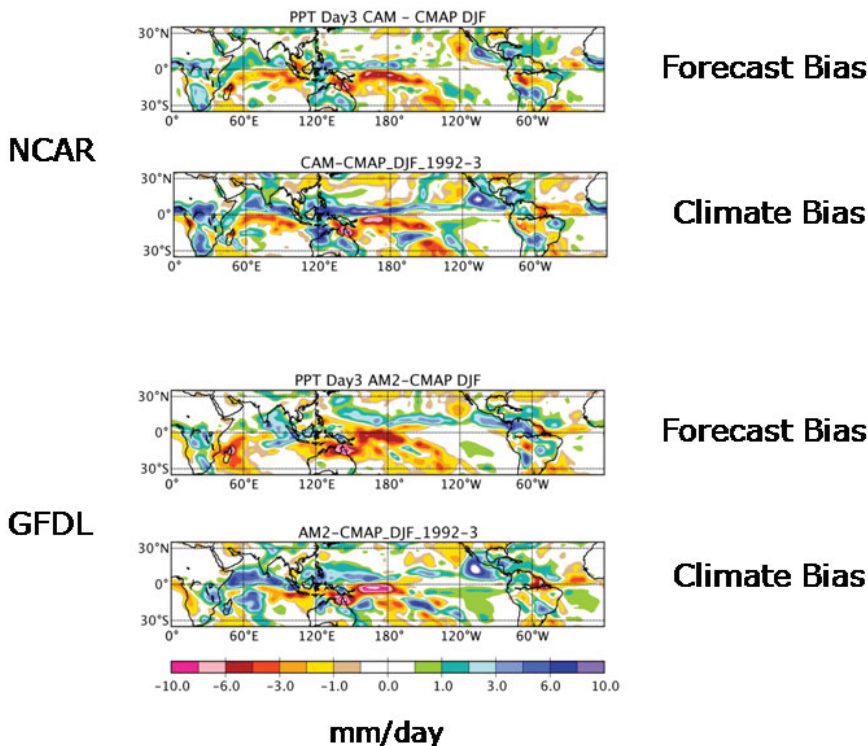 PPT Day3 CAM – CMAP DJF
30°N
0°
30°S
0° 60°E 120°E 180° 120°W 60°W
Forecast Bias
NCAR
CAM–CMAP_DJF_1992–3
30°N
0°
30°S
0° 60°E 120°E 180° 120°W 60°W
Climate Bias
PPT Day3 AM2–CMAP DJF
30°N
0°
30°S
0° 60°E 120°E 180° 120°W 60°W
Forecast Bias
GFDL
AM2–CMAP_DJF_1992–3
30°N
0°
30°S
0° 60°E 120°E 180° 120°W 60°W
Climate Bias
–10.0 –6.0 –3.0 –1.0 0.0 1.0 3.0 6.0 10.0
mm/day